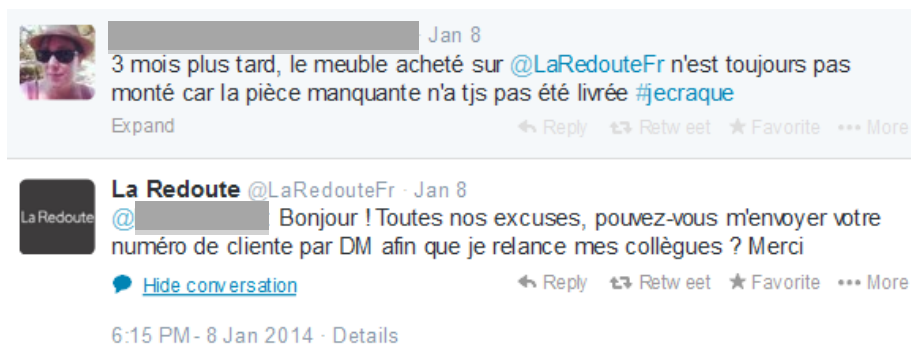 Jan 8
3 mois plus tard, le meuble acheté sur @LaRedouteFr n'est toujours pas
monté car la pièce manquante n'a tjs pas été livrée #jecraque
Expand Reply Retweet Favorite More
La Redoute @LaRedouteFr · Jan 8
La Redoute
@ Bonjour ! Toutes nos excuses, pouvez-vous m'envoyer votre
numéro de cliente par DM afin que je relance mes collègues ? Merci
Hide conversation Reply Retweet Favorite More
6:15 PM - 8 Jan 2014 · Details